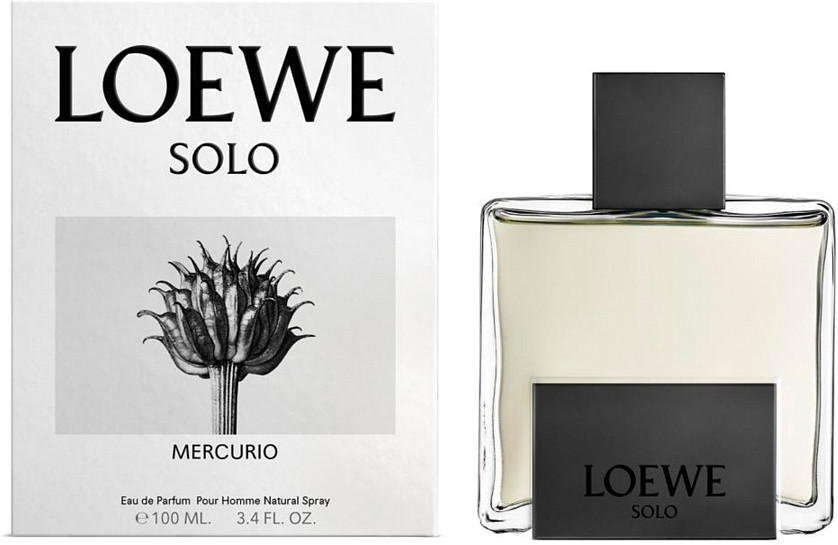 LOEWE
SOLO
MERCURIO
Eau de Parfum Pour Homme Natural Spray
℮100 ML. 3.4 FL. OZ.
LOEWE
SOLO